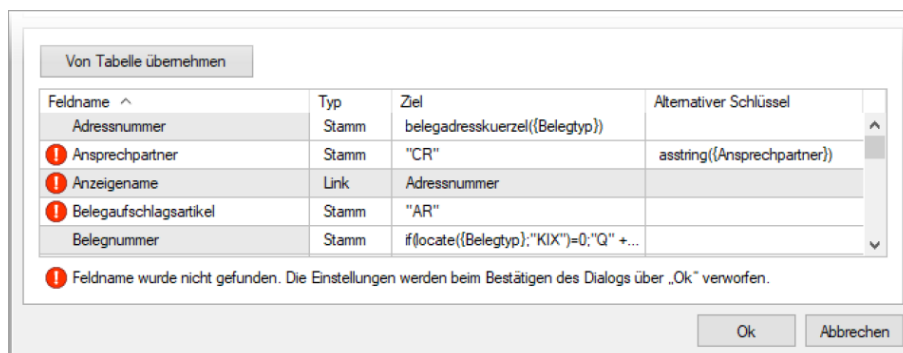 Von Tabelle übernehmen
Feldname Typ Ziel Alternativer Schlüssel
Adressnummer Stamm belegadresskuerzel({Belegtyp})
Ansprechpartner Stamm "CR" asstring({Ansprechpartner})
Anzeigename Link Adressnummer
Belegaufschlagsartikel Stamm "AR"
Belegnummer Stamm if(locate({Belegtyp};"KIX")=0;"Q" +...
Feldname wurde nicht gefunden. Die Einstellungen werden beim Bestätigen des Dialogs über „Ok" verworfen.
Ok Abbrechen